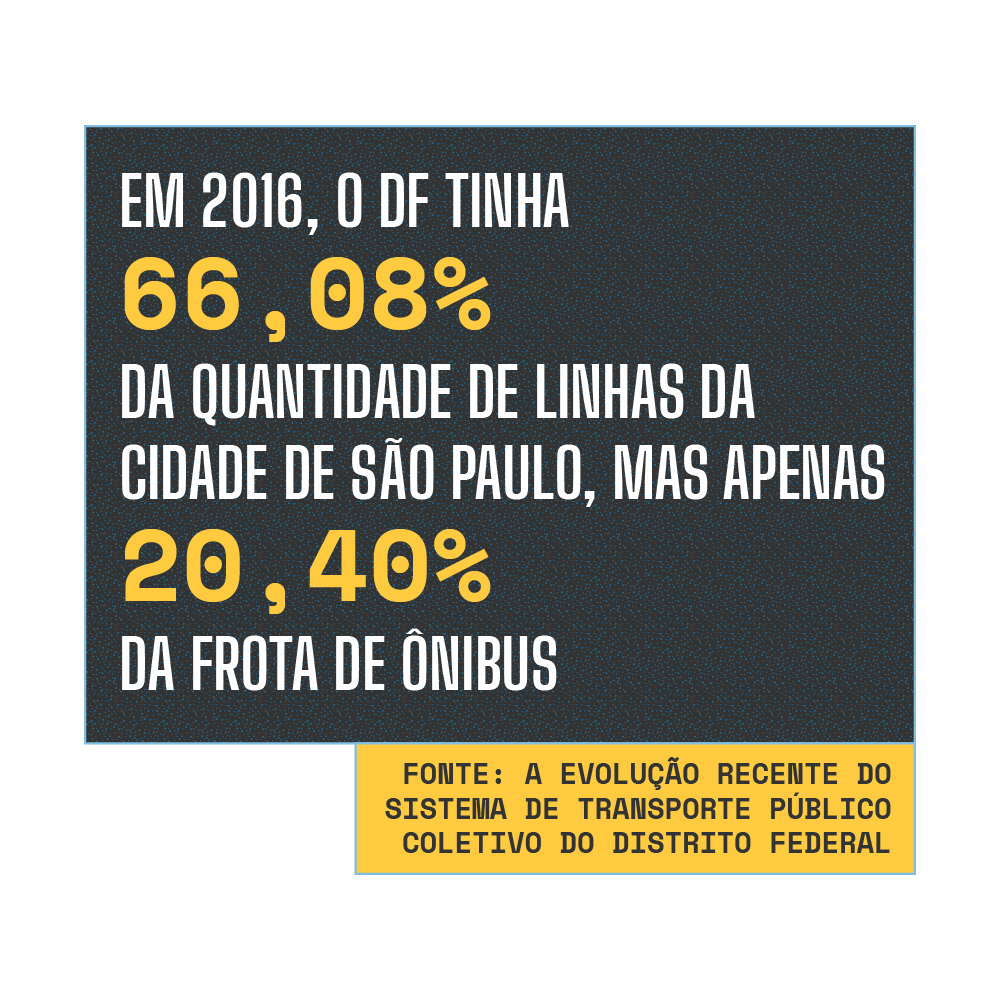 EM 2016, O DF TINHA
66,08%
DA QUANTIDADE DE LINHAS DA
CIDADE DE SÃO PAULO, MAS APENAS
20,40%
DA FROTA DE ÔNIBUS
FONTE: A EVOLUÇÃO RECENTE DO
SISTEMA DE TRANSPORTE PÚBLICO
COLETIVO DO DISTRITO FEDERAL